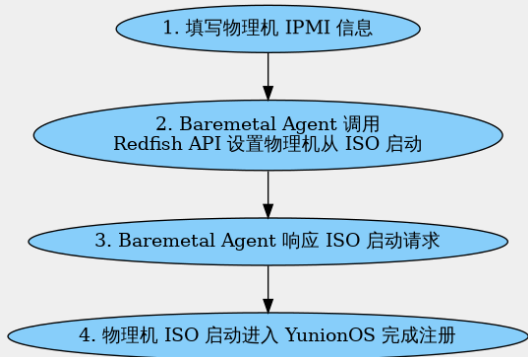 1. 填写物理机 IPMI 信息
2. Baremetal Agent 调用
Redfish API 设置物理机从 ISO 启动
3. Baremetal Agent 响应 ISO 启动请求
4. 物理机 ISO 启动进入 YunionOS 完成注册